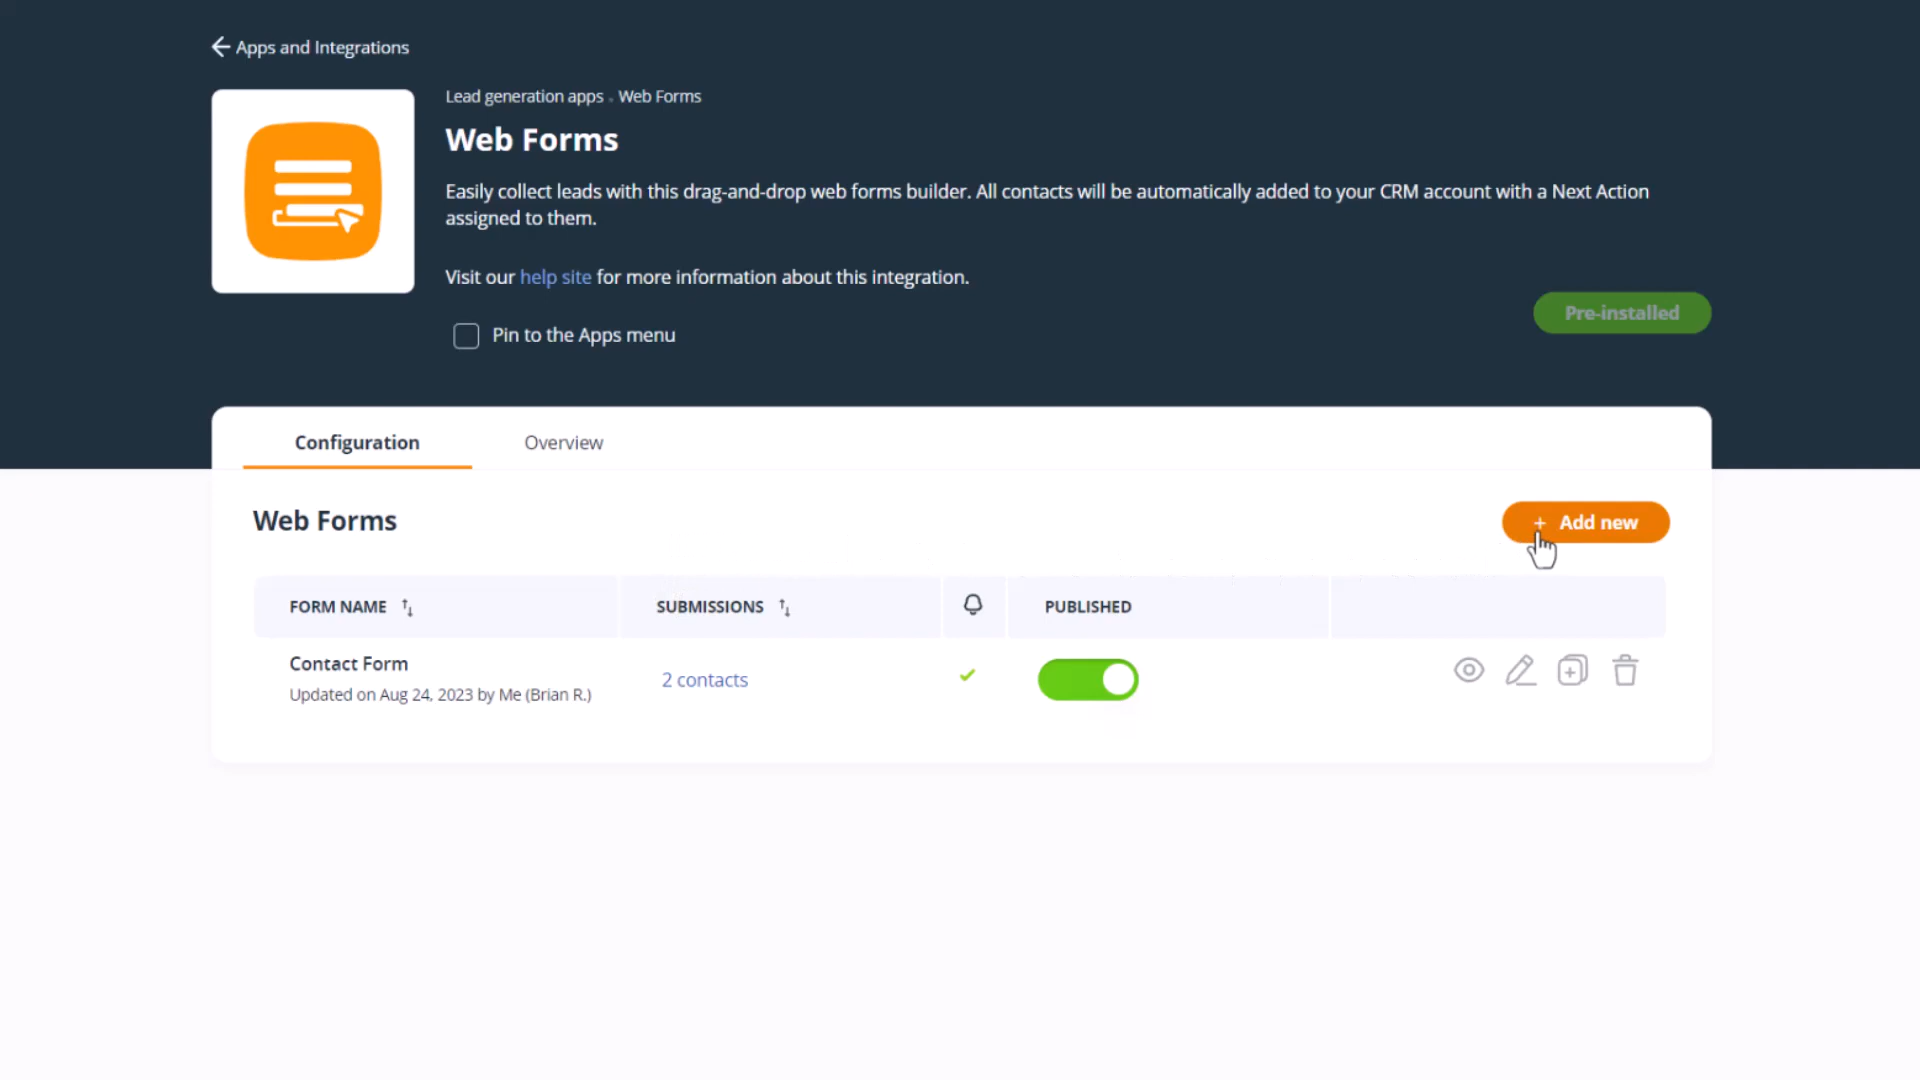 Apps and Integrations
Lead generation apps • Web Forms
Web Forms
Easily collect leads with this drag-and-drop web forms builder. All contacts will be automatically added to your CRM account with a Next Action
assigned to them.
Visit our help site for more information about this integration.
Pre-installed
Pin to the Apps menu
Configuration
Overview
Web Forms
+ Add new
FORM NAME
SUBMISSIONS
PUBLISHED
Contact Form
2 contacts
Updated on Aug 24, 2023 by Me (Brian R.)